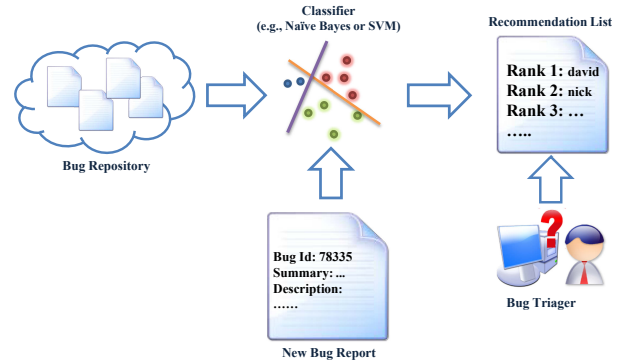 Classifier
(e.g., Naïve Bayes or SVM)
Recommendation List
Rank 1: david
Rank 2: nick
Rank 3: ...
.....
Bug Repository
Bug Id: 78335
Summary: ...
Description:
......
New Bug Report
?
Bug Triager